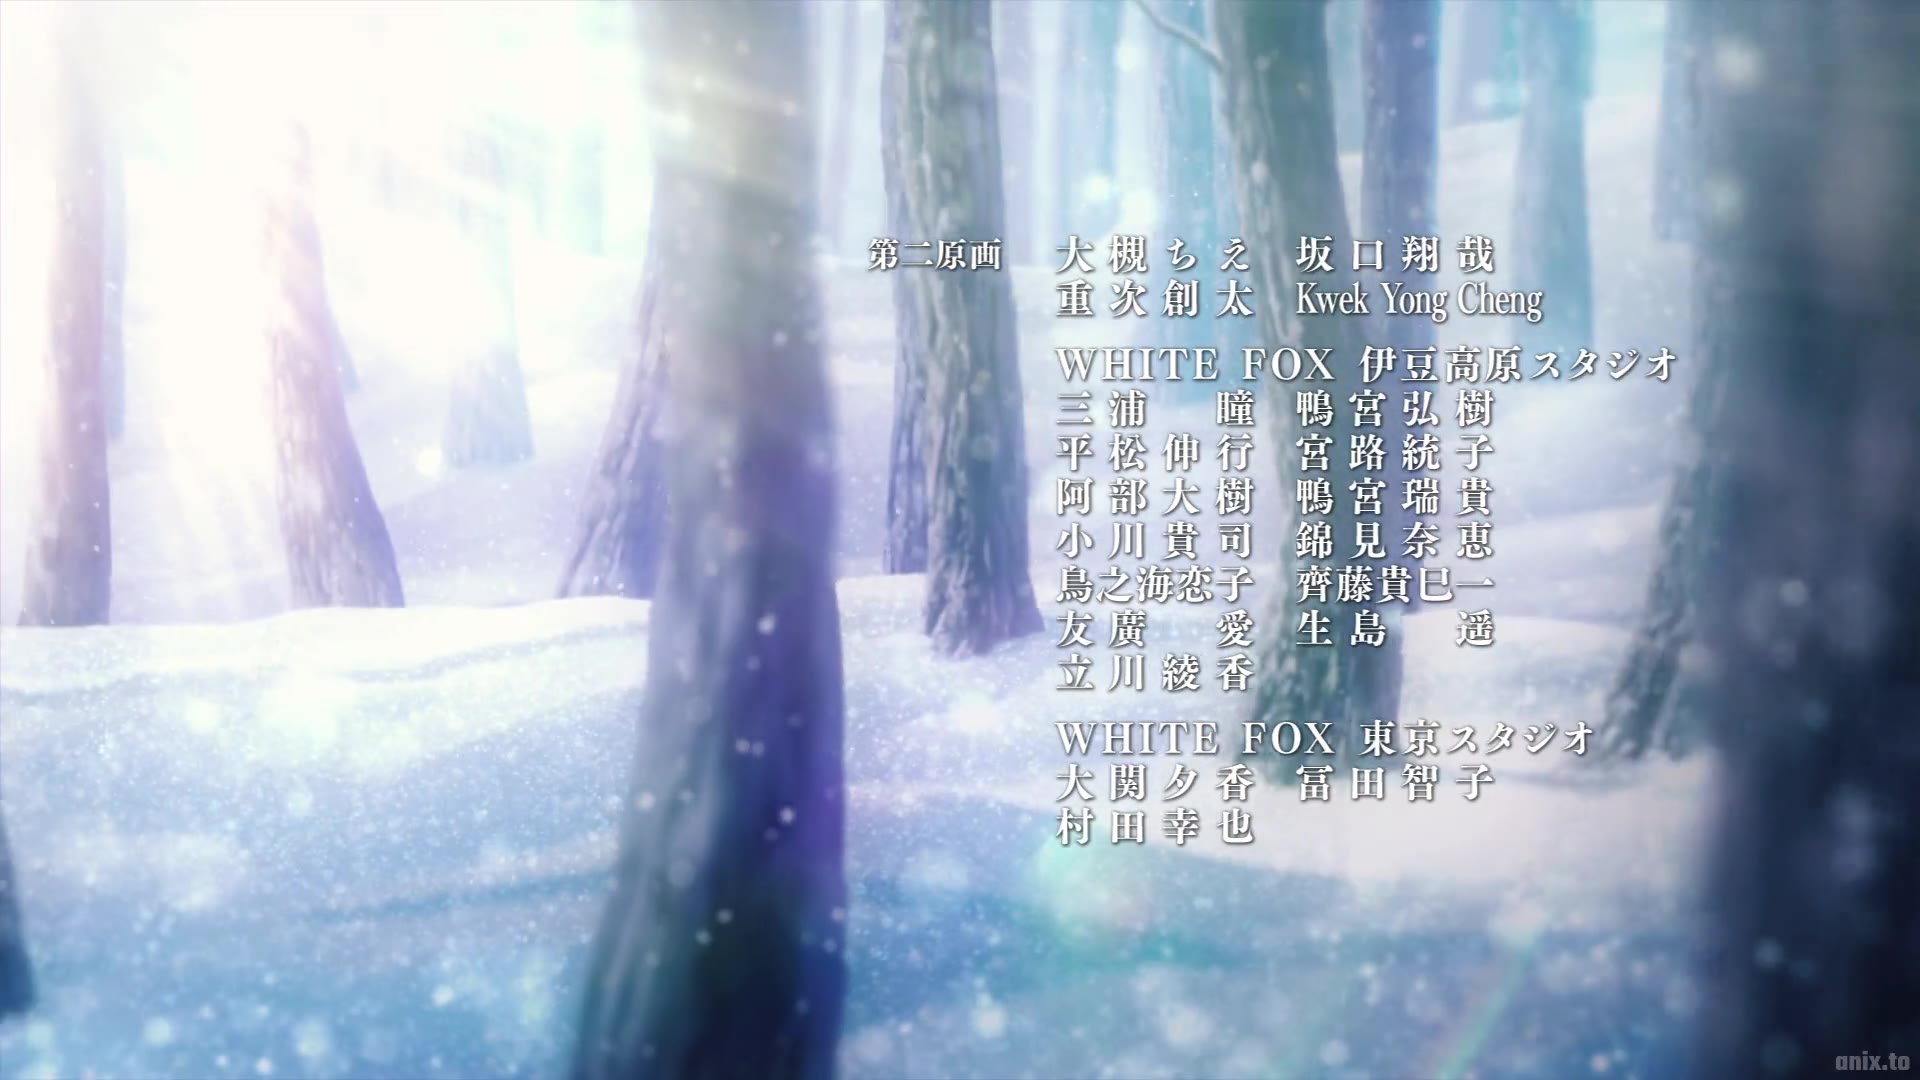 第二原画 大槻ちえ 坂口翔哉
重次創太 Kwek Yong Cheng
WHITE FOX 伊豆高原スタジオ
三浦 瞳 鴨宮弘樹
平松伸行 宮路統子
阿部大樹 鴨宮瑞貴
小川貴司 錦見奈恵
鳥之海恋子 齊藤貴巳一
友廣 愛 生島 遥
立川綾香
WHITE FOX 東京スタジオ
大関夕香 冨田智子
村田幸也
anix.to